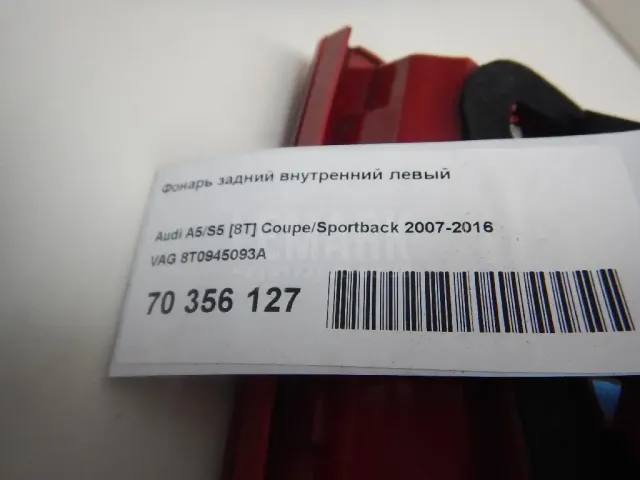 Фонарь задний внутренний левый
Audi A5/S5 [8T] Coupe/Sportback 2007-2016
VAG 8T0945093A
70 356 127